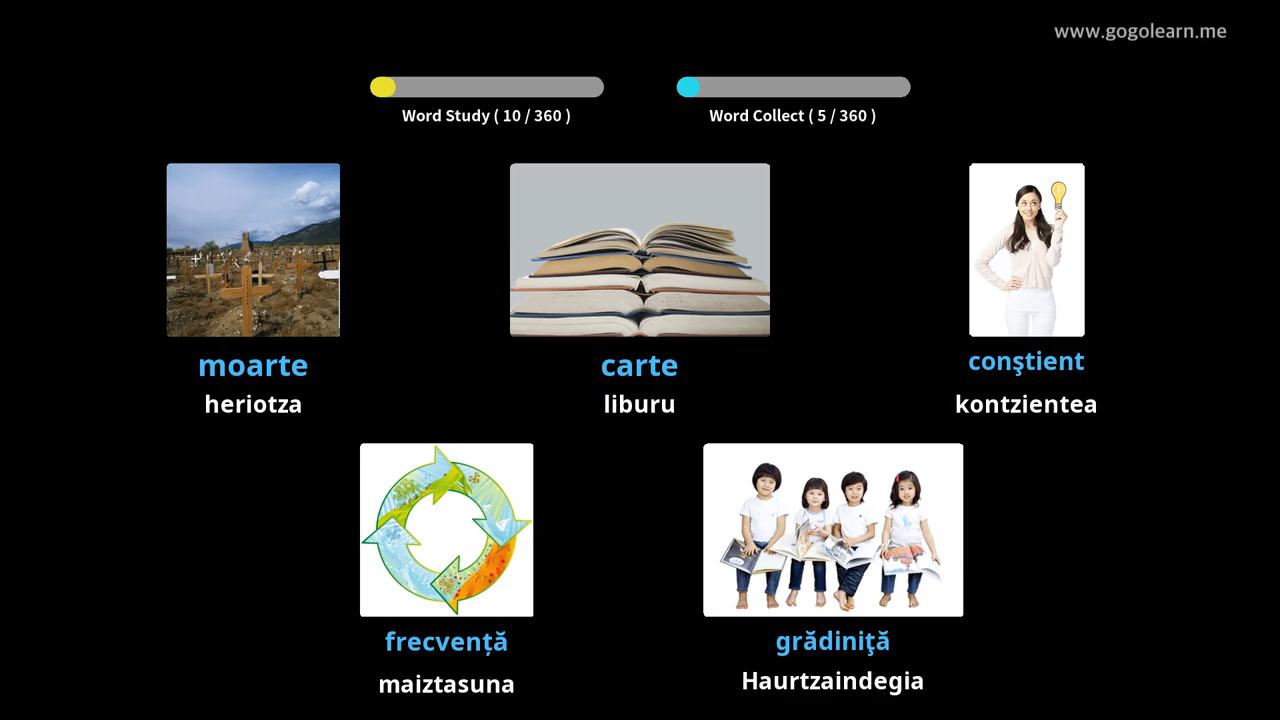 www.gogolearn.me
Word Study ( 10 / 360 )
Word Collect ( 5 / 360 )
moarte
carte
conştient
heriotza
liburu
kontzientea
frecvență
grădiniţă
maiztasuna
Haurtzaindegia